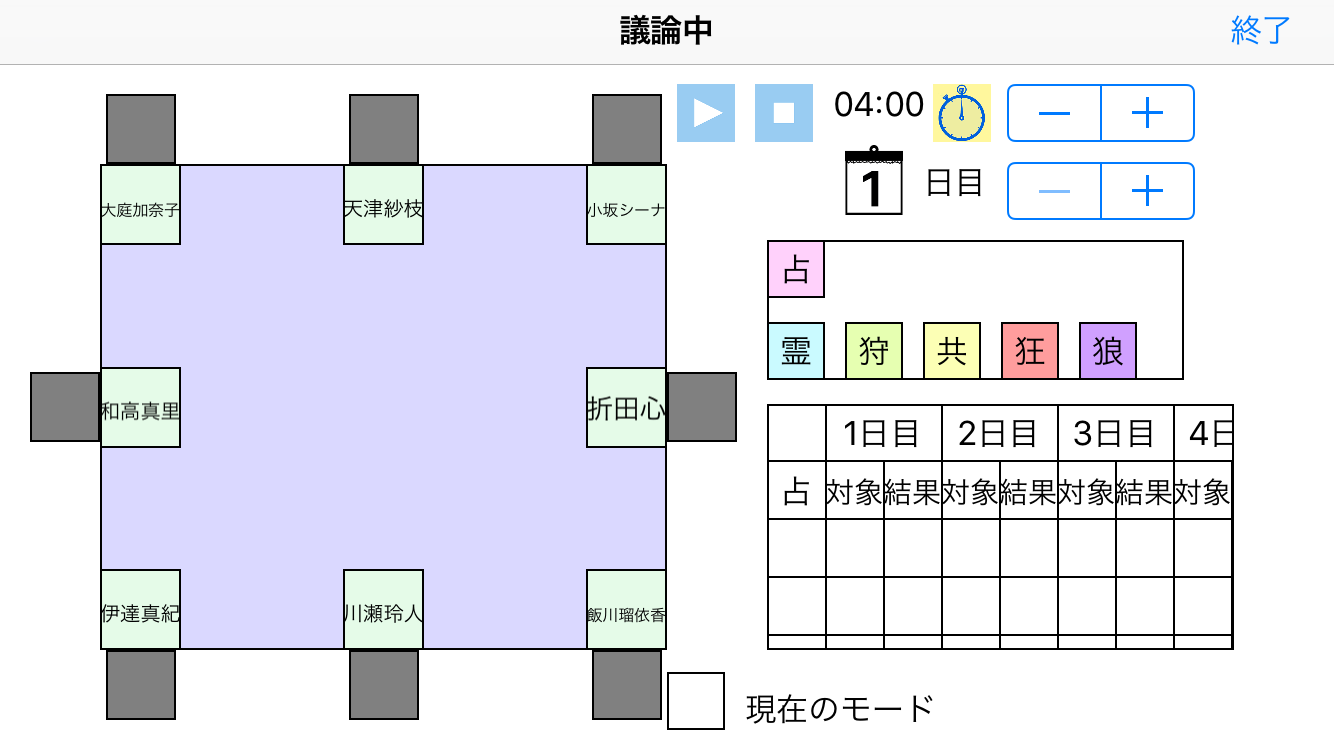 議論中
終了
04:00
1 日目
大庭加奈子 天津紗枝 小坂シーナ
和高真里 折田心
伊達真紀 川瀬玲人 飯川瑠依香
占
霊 狩 共 狂 狼
1日目 2日目 3日目 4日
占 対象 結果 対象 結果 対象 結果 対象
現在のモード